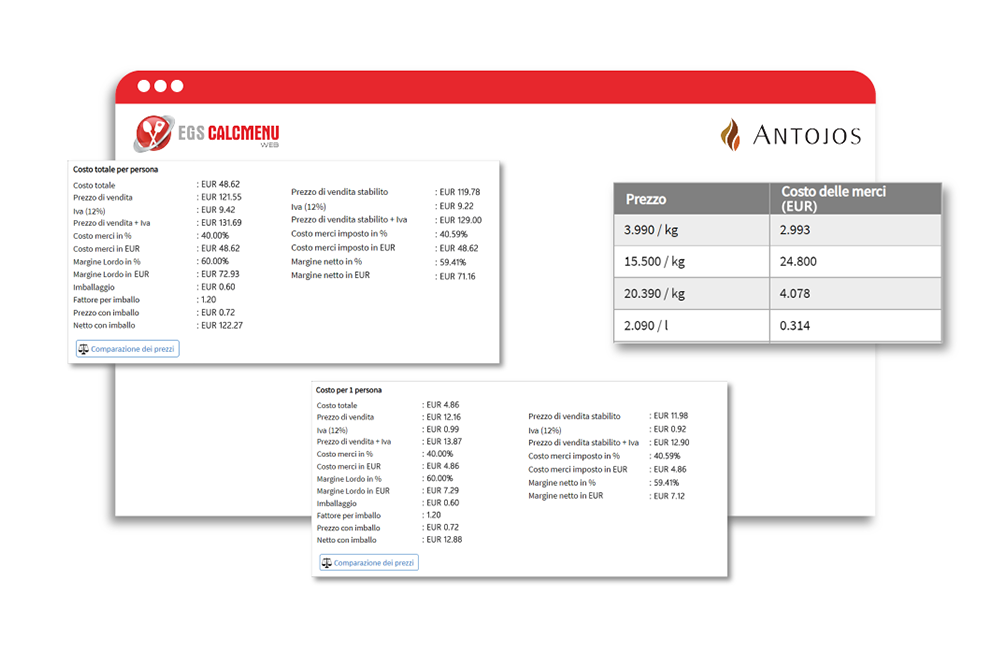 EGS CALCMENU
WEB
ANTOJOS
Costo totale per persona
Costo totale : EUR 48.62
Prezzo di vendita : EUR 121.55
Iva (12%) : EUR 9.42
Prezzo di vendita + Iva : EUR 131.69
Costo merci in % : 40.00%
Costo merci in EUR : EUR 48.62
Margine Lordo in % : 60.00%
Margine Lordo in EUR : EUR 72.93
Imballaggio : EUR 0.60
Fattore per imballo : 1.20
Prezzo con imballo : EUR 0.72
Netto con imballo : EUR 122.27
Prezzo di vendita stabilito : EUR 119.78
Iva (12%) : EUR 9.22
Prezzo di vendita stabilito + Iva : EUR 129.00
Costo merci imposto in % : 40.59%
Costo merci imposto in EUR : EUR 48.62
Margine netto in % : 59.41%
Margine netto in EUR : EUR 71.16
Comparazione dei prezzi
Prezzo Costo delle merci
(EUR)
3.990 / kg 2.993
15.500 / kg 24.800
20.390 / kg 4.078
2.090 / l 0.314
Costo per 1 persona
Costo totale : EUR 4.86
Prezzo di vendita : EUR 12.16
Iva (12%) : EUR 0.99
Prezzo di vendita + Iva : EUR 13.87
Costo merci in % : 40.00%
Costo merci in EUR : EUR 4.86
Margine Lordo in % : 60.00%
Margine Lordo in EUR : EUR 7.29
Imballaggio : EUR 0.60
Fattore per imballo : 1.20
Prezzo con imballo : EUR 0.72
Netto con imballo : EUR 12.88
Prezzo di vendita stabilito : EUR 11.98
Iva (12%) : EUR 0.92
Prezzo di vendita stabilito + Iva : EUR 12.90
Costo merci imposto in % : 40.59%
Costo merci imposto in EUR : EUR 4.86
Margine netto in % : 59.41%
Margine netto in EUR : EUR 7.12
Comparazione dei prezzi